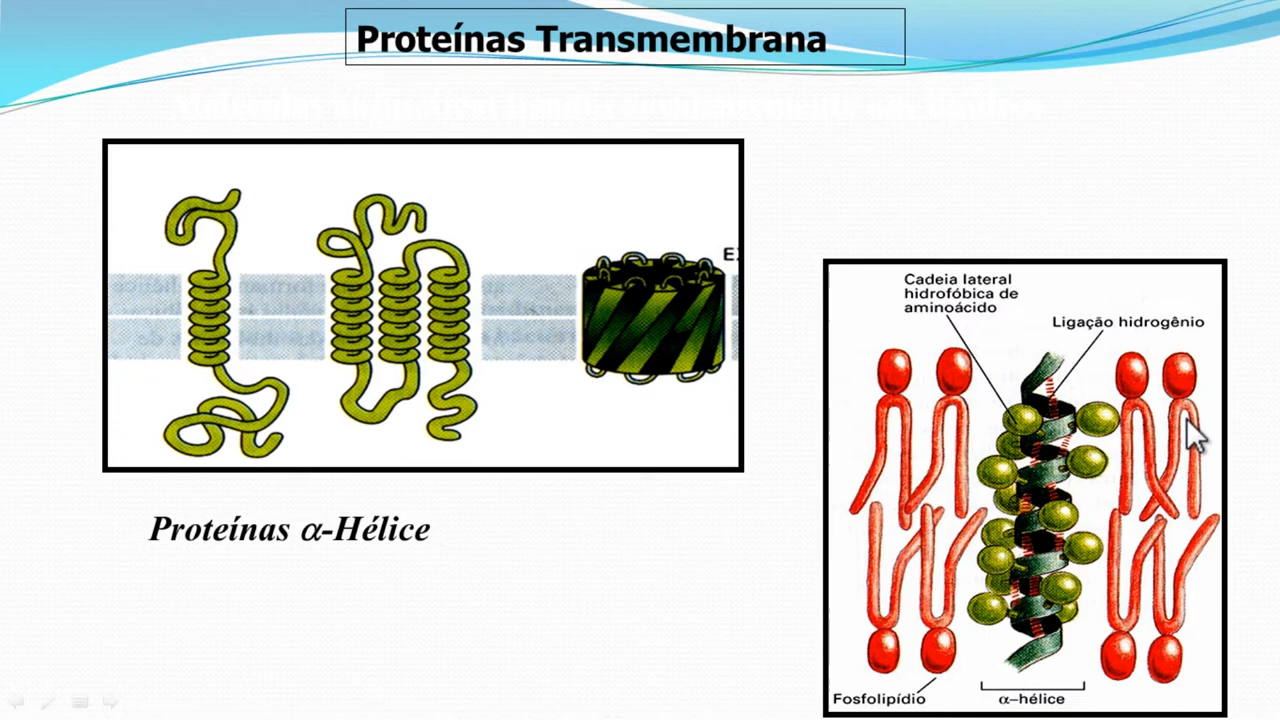 Proteínas Transmembrana
Cadeia lateral
hidrofóbica de
aminoácido
Ligação hidrogênio
Proteínas α-Hélice
Fosfolipídio
α-hélice